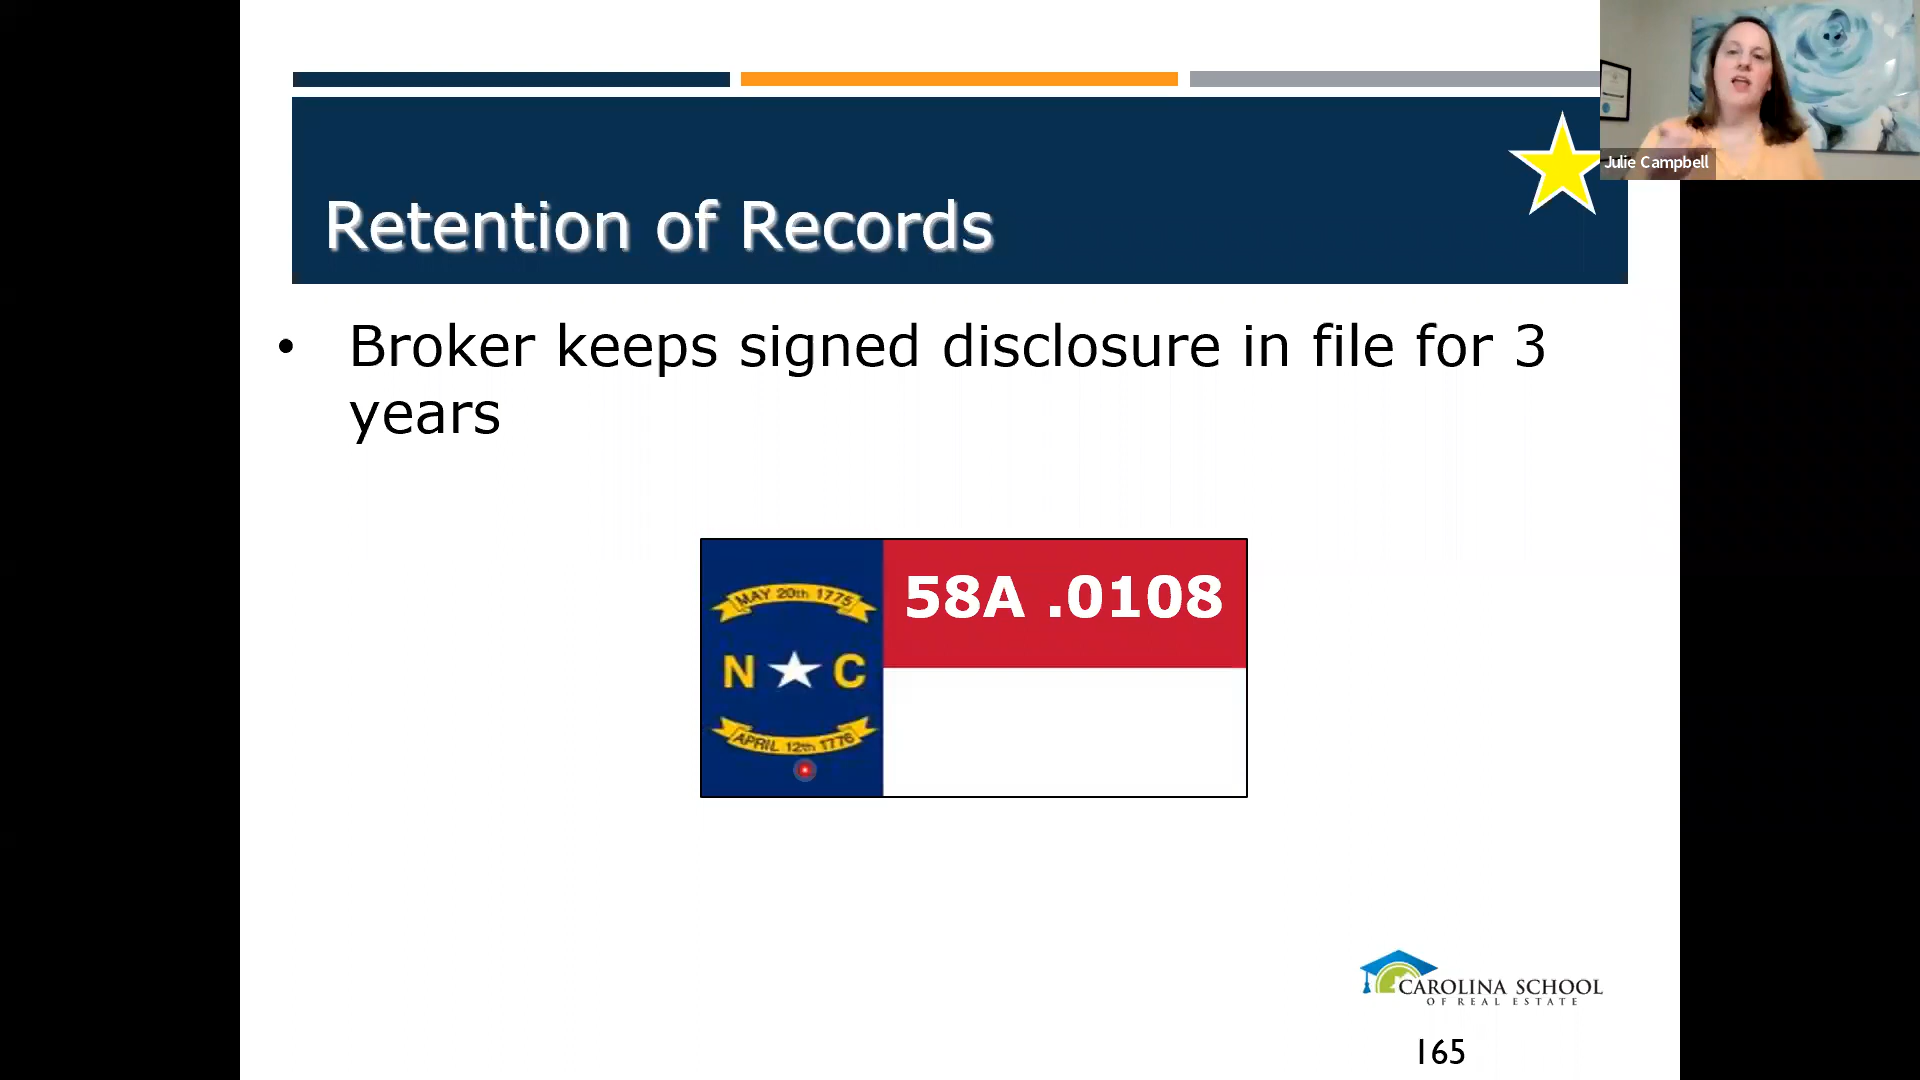 Julie Campbell
Retention of Records
• Broker keeps signed disclosure in file for 3
years
58A .0108
MAY 20th 1775
N C
APRIL 12th 1776
CAROLINA SCHOOL
OF REAL ESTATE
165